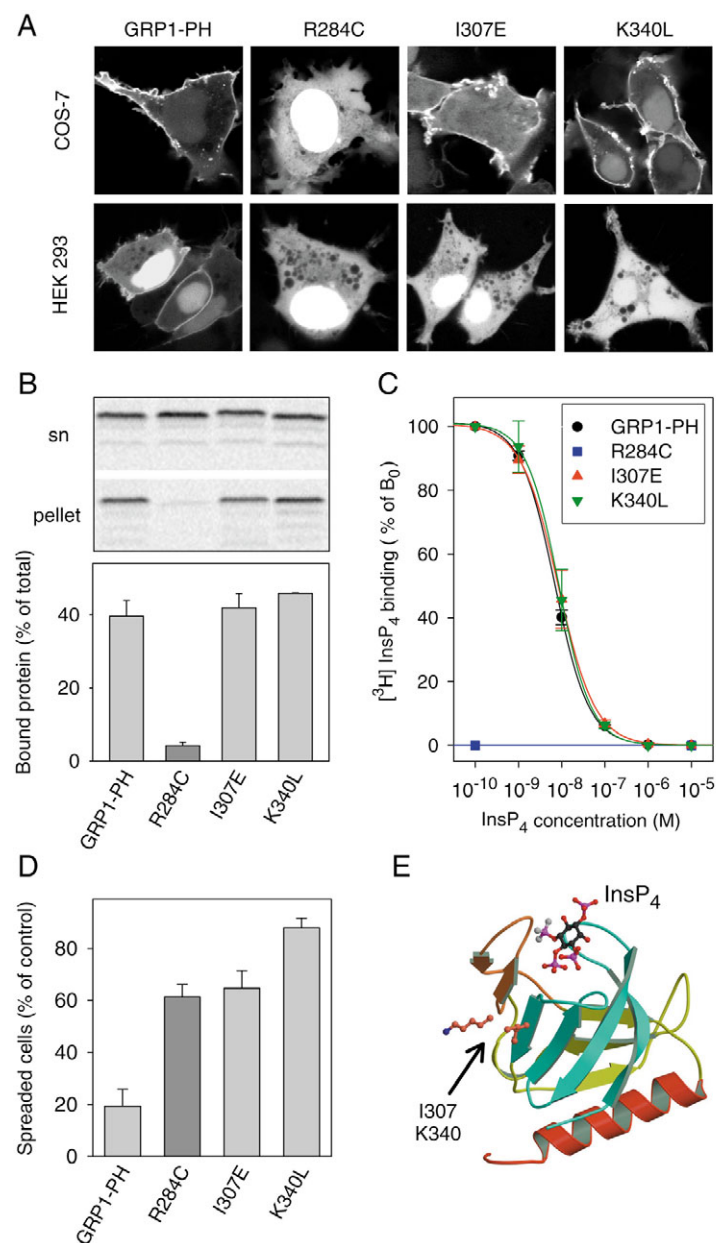 A
GRP1-PH R284C I307E K340L
COS-7
HEK 293
B
sn
pellet
Bound protein (% of total)
40
20
0
GRP1-PH R284C I307E K340L
C
[³H] InsP₄ binding ( % of B₀)
100
80
60
40
20
0
GRP1-PH
R284C
I307E
K340L
10⁻¹⁰ 10⁻⁹ 10⁻⁸ 10⁻⁷ 10⁻⁶ 10⁻⁵
InsP₄ concentration (M)
D
Spreaded cells (% of control)
80
60
40
20
0
GRP1-PH R284C I307E K340L
E
InsP₄
I307
K340